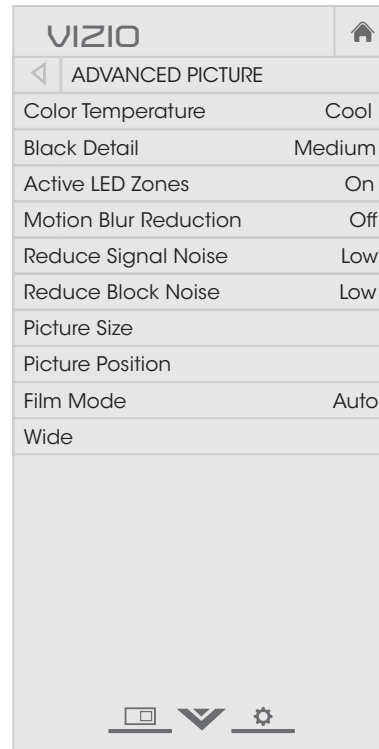 VIZIO
ADVANCED PICTURE
Color Temperature Cool
Black Detail Medium
Active LED Zones On
Motion Blur Reduction Off
Reduce Signal Noise Low
Reduce Block Noise Low
Picture Size
Picture Position
Film Mode Auto
Wide